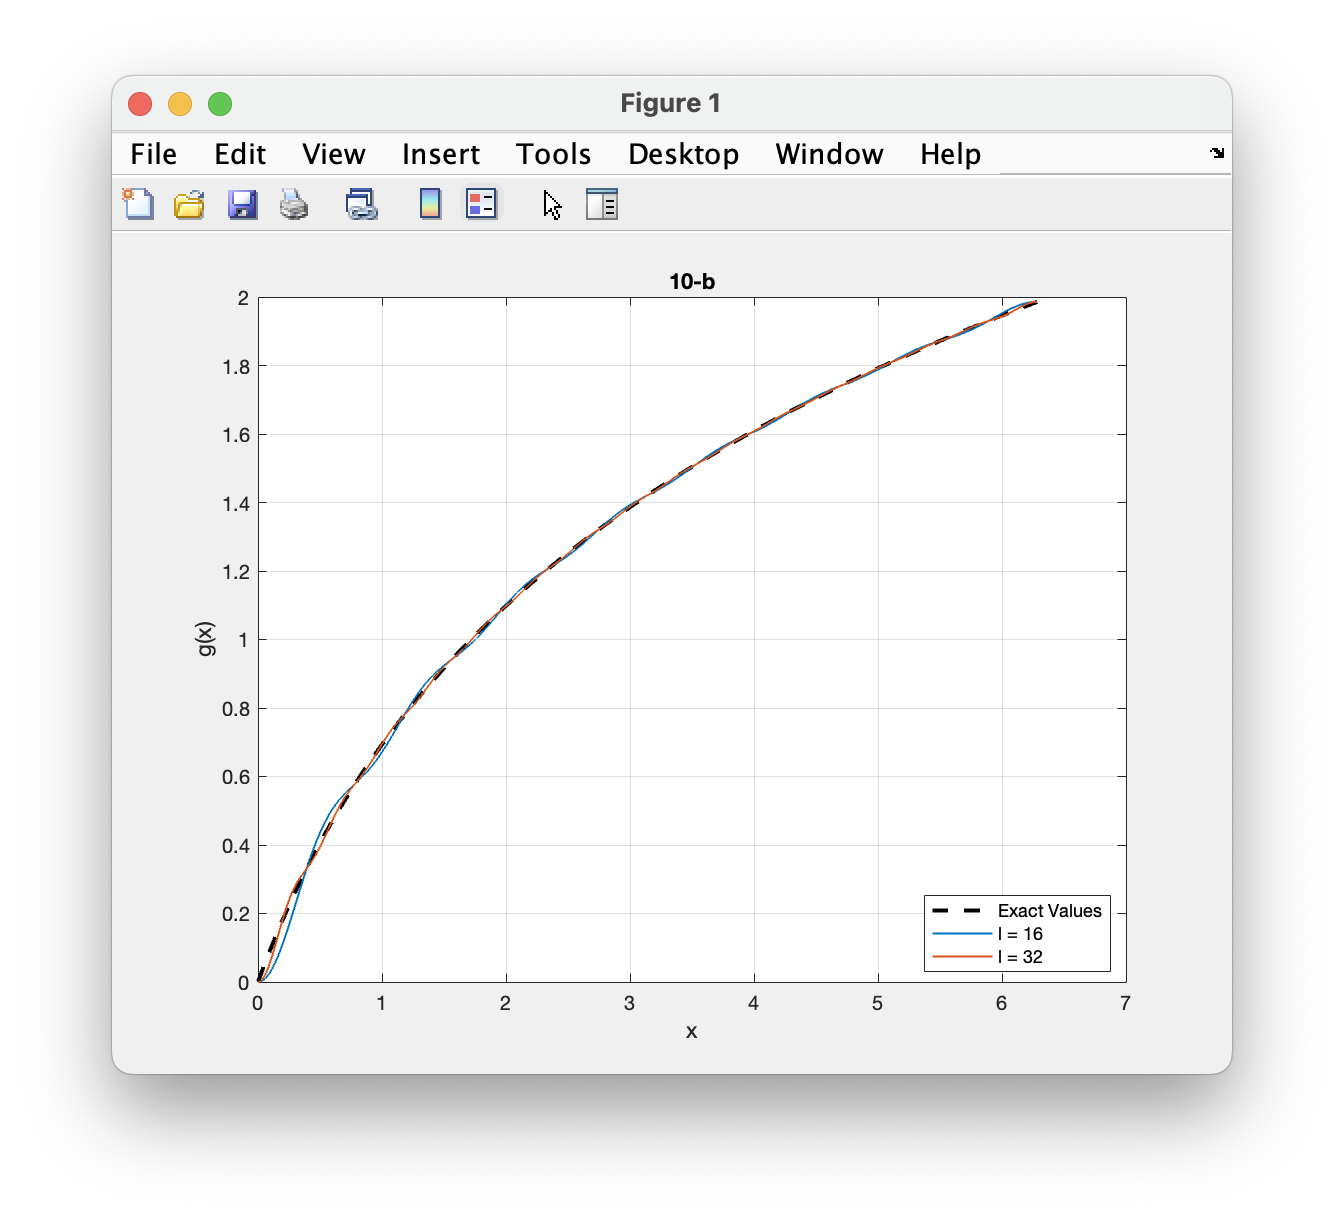 Figure 1
File Edit View Insert Tools Desktop Window Help
10-b
2
1.8
1.6
1.4
1.2
1
0.8
0.6
0.4
0.2
0
g(x)
Exact Values
I = 16
I = 32
0 1 2 3 4 5 6 7
x